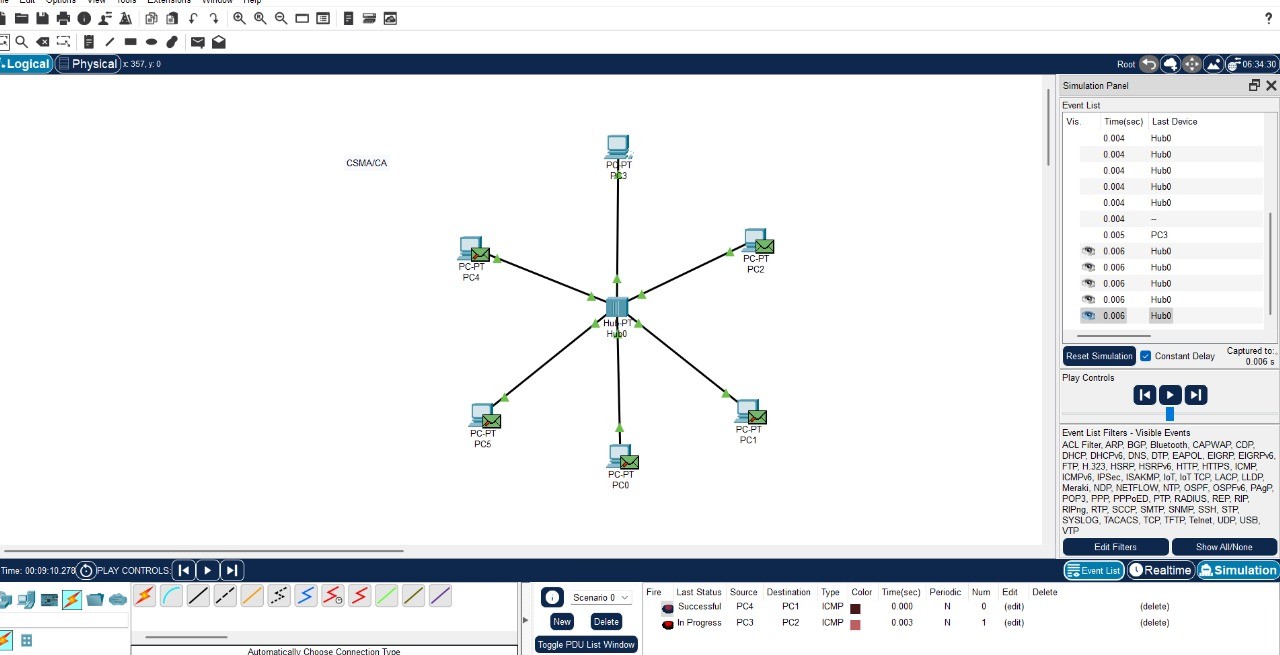 File Edit Options View Tools Extensions Window Help
Logical Physical x: 357, y: 0
Root 06:34:30
Simulation Panel
Event List
Vis. Time(sec) Last Device
0.004 Hub0
0.004 Hub0
0.004 Hub0
0.004 Hub0
0.004 Hub0
0.004 --
0.005 PC3
0.006 Hub0
0.006 Hub0
0.006 Hub0
0.006 Hub0
0.006 Hub0
Reset Simulation Constant Delay Captured to:
0.006 s
Play Controls
Event List Filters - Visible Events
ACL Filter, ARP, BGP, Bluetooth, CAPWAP, CDP,
DHCP, DHCPv6, DNS, DTP, EAPOL, EIGRP, EIGRPv6,
FTP, H.323, HSRP, HSRPv6, HTTP, HTTPS, ICMP,
ICMPv6, IPSec, ISAKMP, IoT, IoT TCP, LACP, LLDP,
Meraki, NDP, NETFLOW, NTP, OSPF, OSPFv6, PAgP,
POP3, PPP, PPPoED, PTP, RADIUS, REP, RIP,
RIPng, RTP, SCCP, SMTP, SNMP, SSH, STP,
SYSLOG, TACACS, TCP, TFTP, Telnet, UDP, USB,
VTP
Edit Filters Show All/None
Event List Realtime Simulation
CSMA/CA
PC-PT
PC3
PC-PT
PC4
PC-PT
PC2
Hub-PT
Hub0
PC-PT
PC5
PC-PT
PC1
PC-PT
PC0
Time: 00:09:10.278 PLAY CONTROLS:
Automatically Choose Connection Type
Scenario 0
New Delete
Toggle PDU List Window
Fire Last Status Source Destination Type Color Time(sec) Periodic Num Edit Delete
Successful PC4 PC1 ICMP 0.000 N 0 (edit) (delete)
In Progress PC3 PC2 ICMP 0.003 N 1 (edit) (delete)